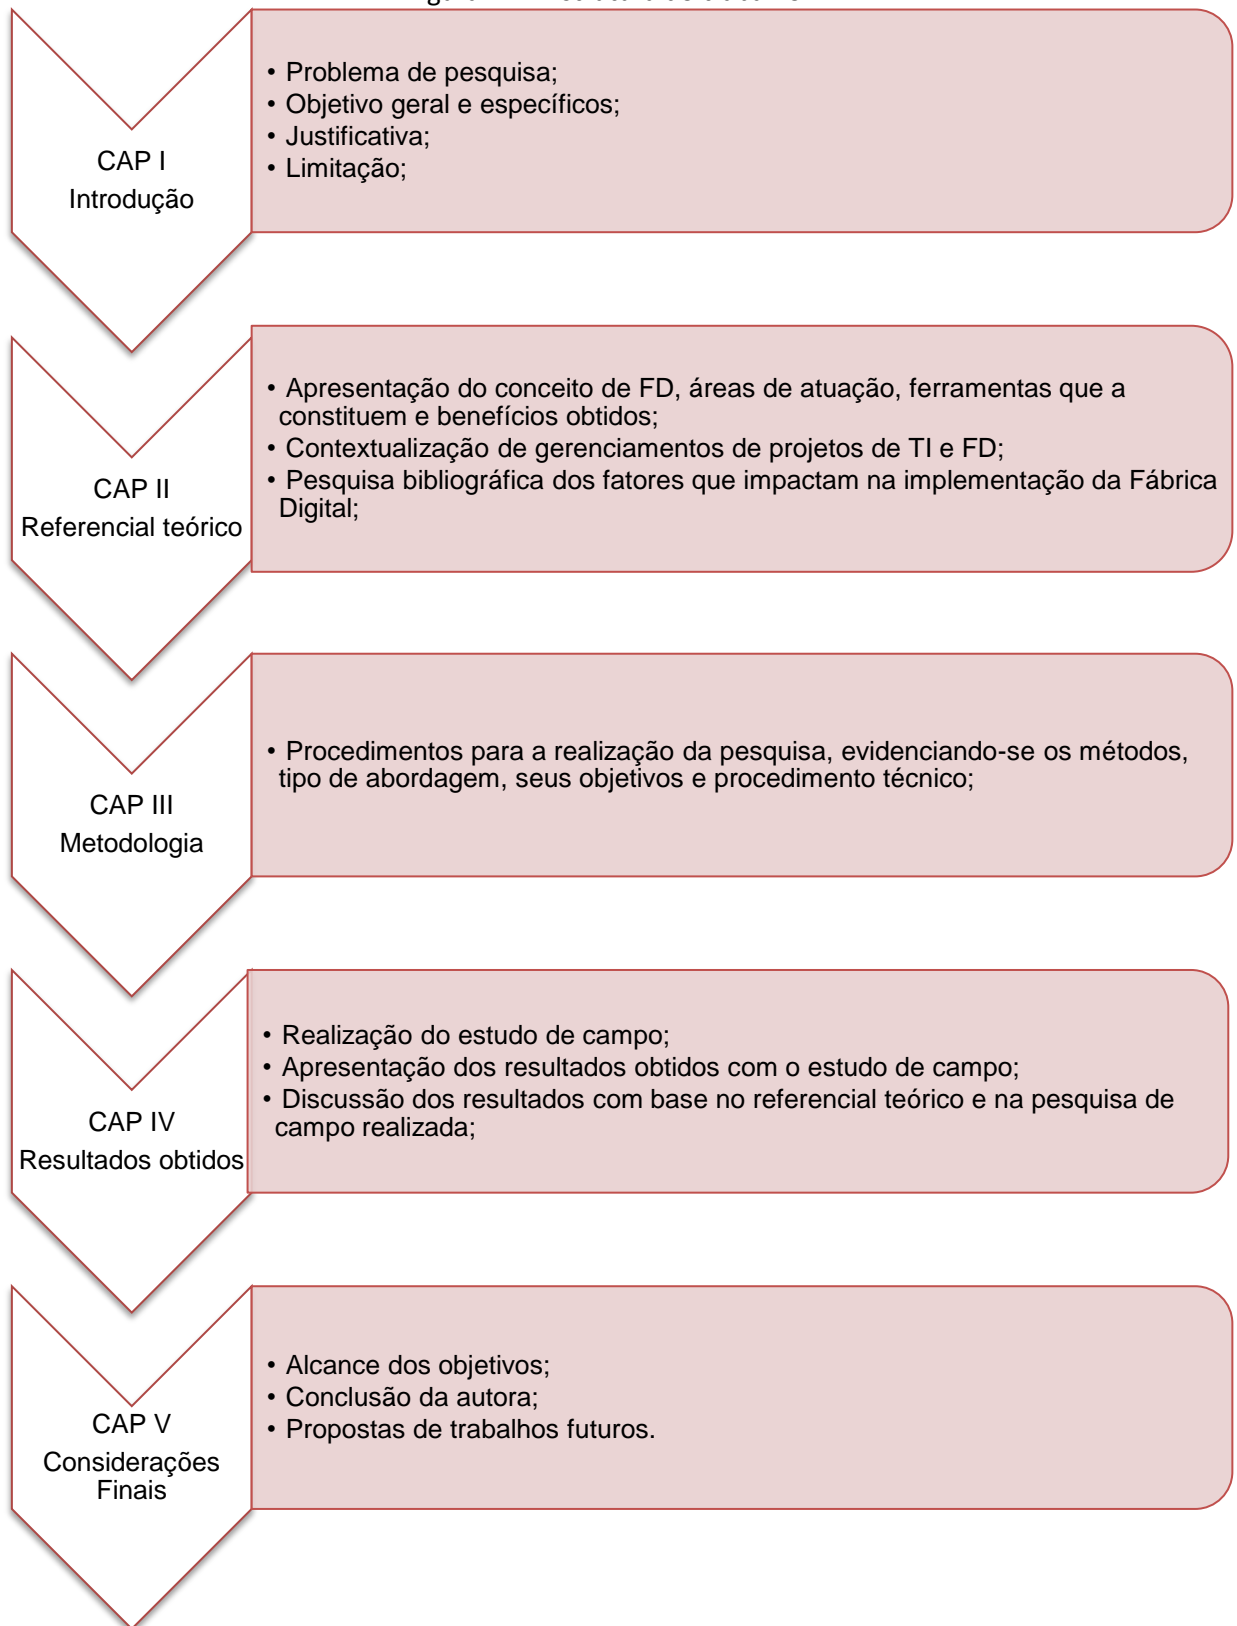 CAP I
Introdução
• Problema de pesquisa;
• Objetivo geral e específicos;
• Justificativa;
• Limitação;
CAP II
Referencial teórico
• Apresentação do conceito de FD, áreas de atuação, ferramentas que a
constituem e benefícios obtidos;
• Contextualização de gerenciamentos de projetos de TI e FD;
• Pesquisa bibliográfica dos fatores que impactam na implementação da Fábrica
Digital;
CAP III
Metodologia
• Procedimentos para a realização da pesquisa, evidenciando-se os métodos,
tipo de abordagem, seus objetivos e procedimento técnico;
CAP IV
Resultados obtidos
• Realização do estudo de campo;
• Apresentação dos resultados obtidos com o estudo de campo;
• Discussão dos resultados com base no referencial teórico e na pesquisa de
campo realizada;
CAP V
Considerações
Finais
• Alcance dos objetivos;
• Conclusão da autora;
• Propostas de trabalhos futuros.